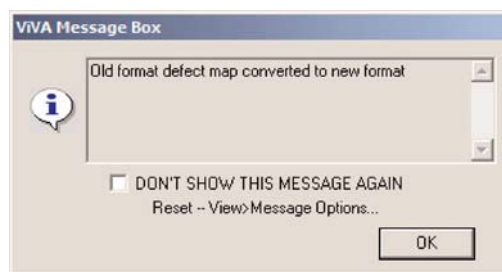 ViVA Message Box
Old format defect map converted to new format
DON'T SHOW THIS MESSAGE AGAIN
Reset -- View>Message Options...
OK